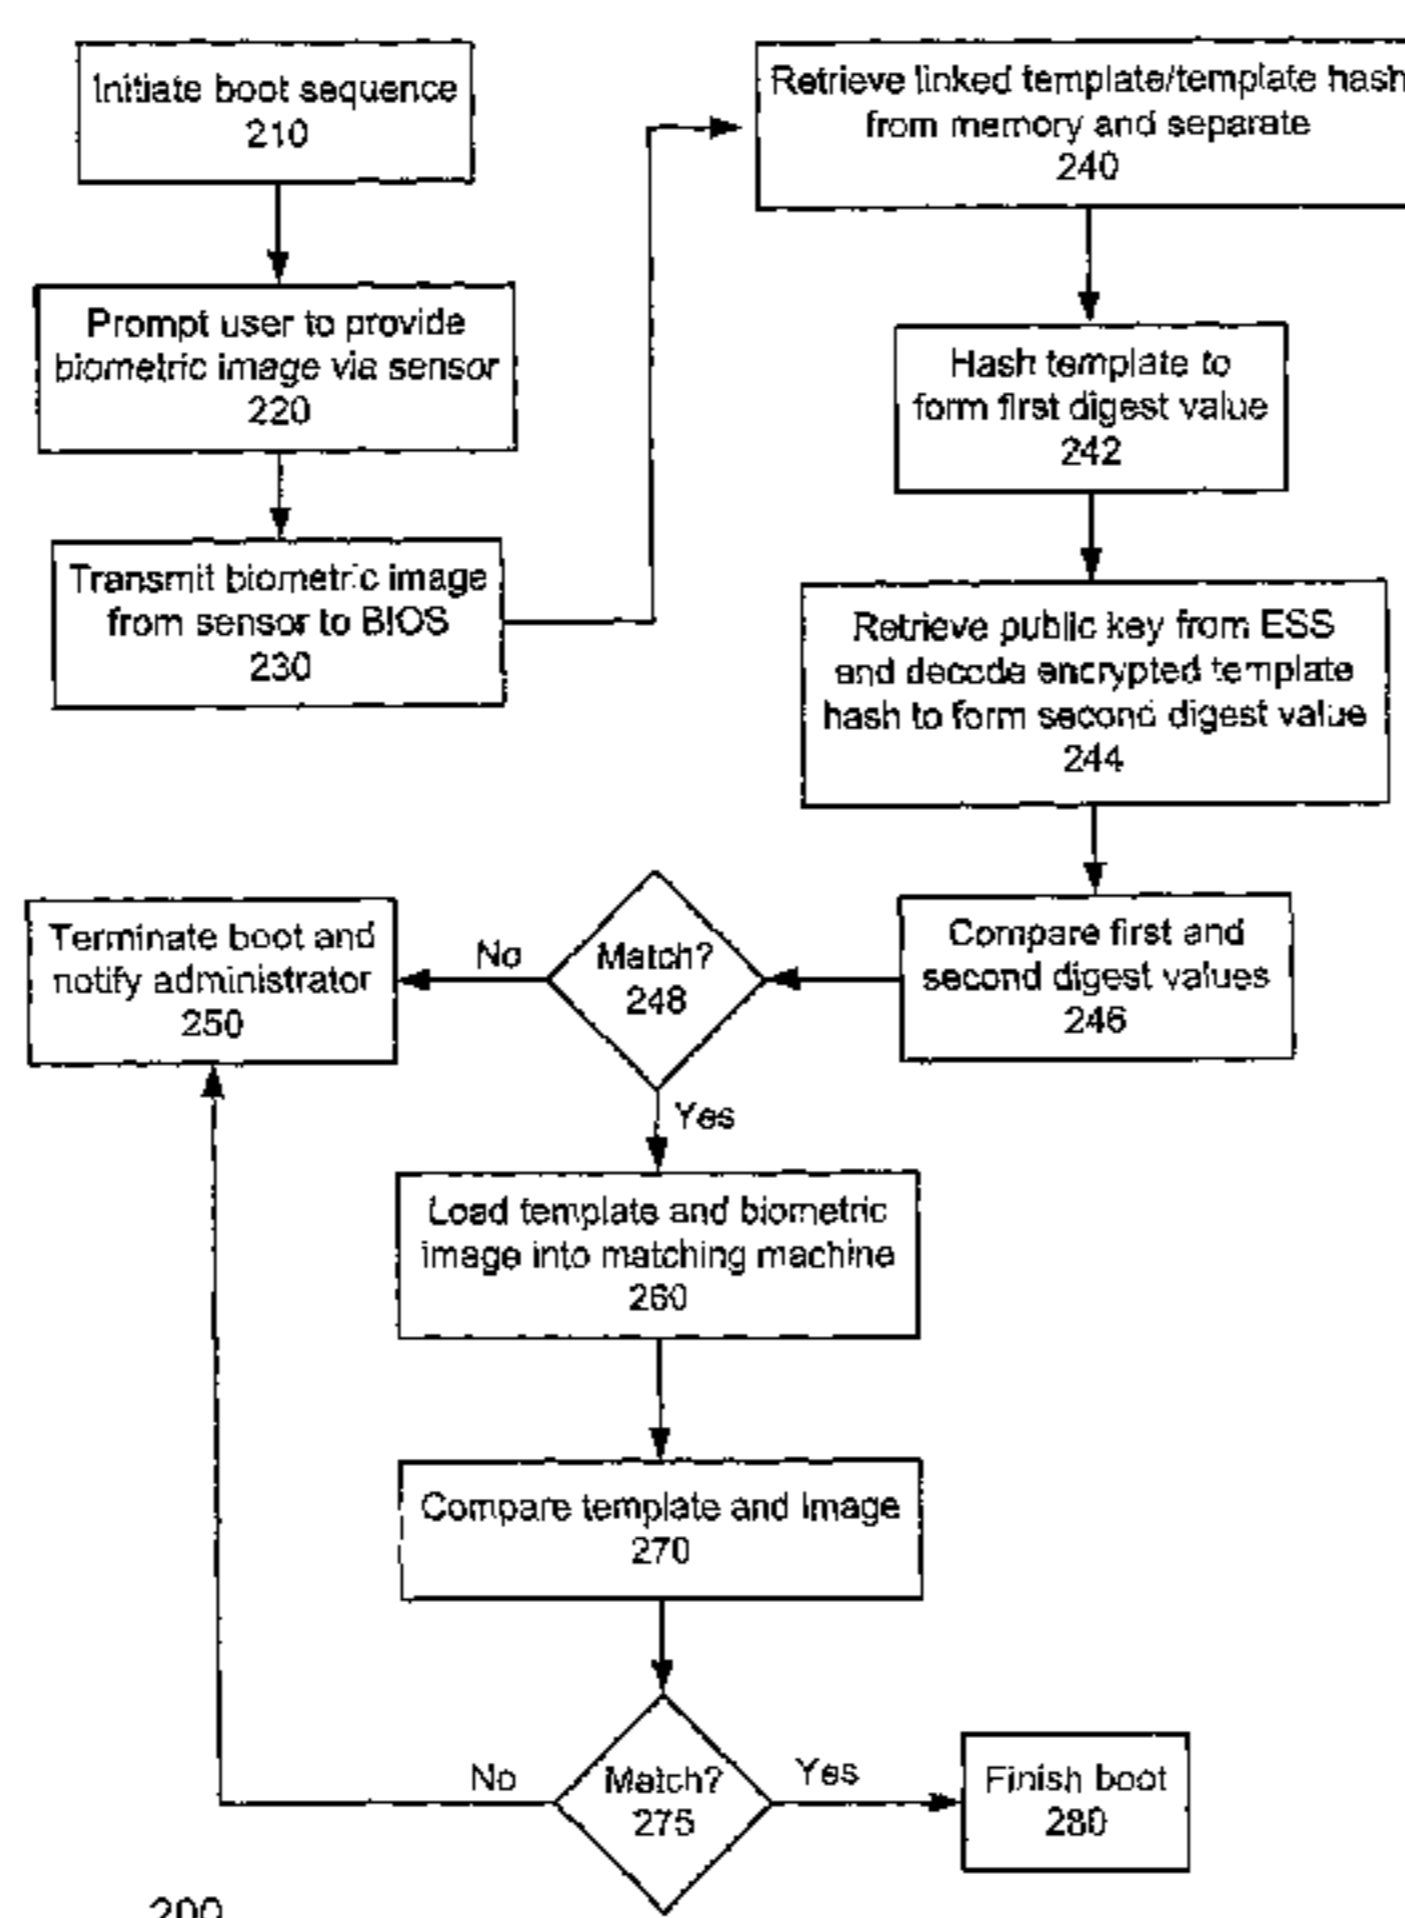 Initiate boot sequence
210
Prompt user to provide
biometric image via sensor
220
Transmit biometric image
from sensor to BIOS
230
Retrieve linked template/template hash
from memory and separate
240
Hash template to
form first digest value
242
Retrieve public key from ESS
and decode encrypted template
hash to form second digest value
244
Compare first and
second digest values
246
Match?
248
No
Yes
Terminate boot and
notify administrator
250
Load template and biometric
image into matching machine
260
Compare template and Image
270
Match?
275
No
Yes
Finish boot
280
200